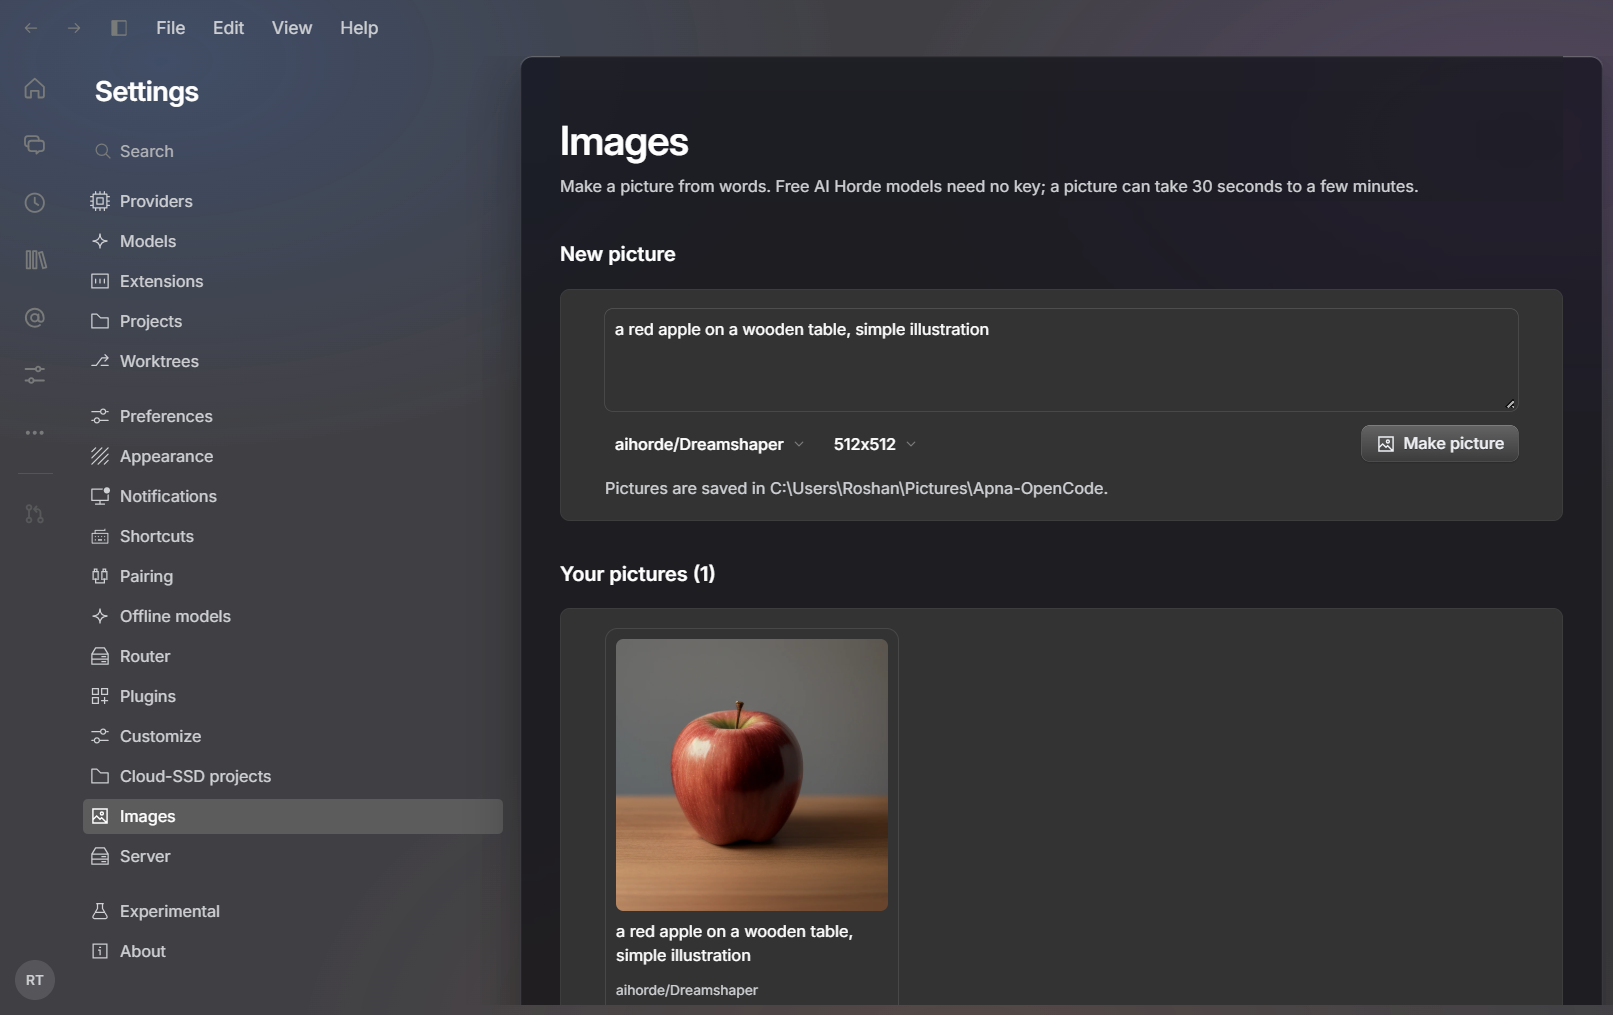 File Edit View Help
Settings
Search
Providers
Models
Extensions
Projects
Worktrees
Preferences
Appearance
Notifications
Shortcuts
Pairing
Offline models
Router
Plugins
Customize
Cloud-SSD projects
Images
Server
Experimental
About
RT
Images
Make a picture from words. Free AI Horde models need no key; a picture can take 30 seconds to a few minutes.
New picture
a red apple on a wooden table, simple illustration
aihorde/Dreamshaper 512x512 Make picture
Pictures are saved in C:\Users\Roshan\Pictures\Apna-OpenCode.
Your pictures (1)
a red apple on a wooden table,
simple illustration
aihorde/Dreamshaper